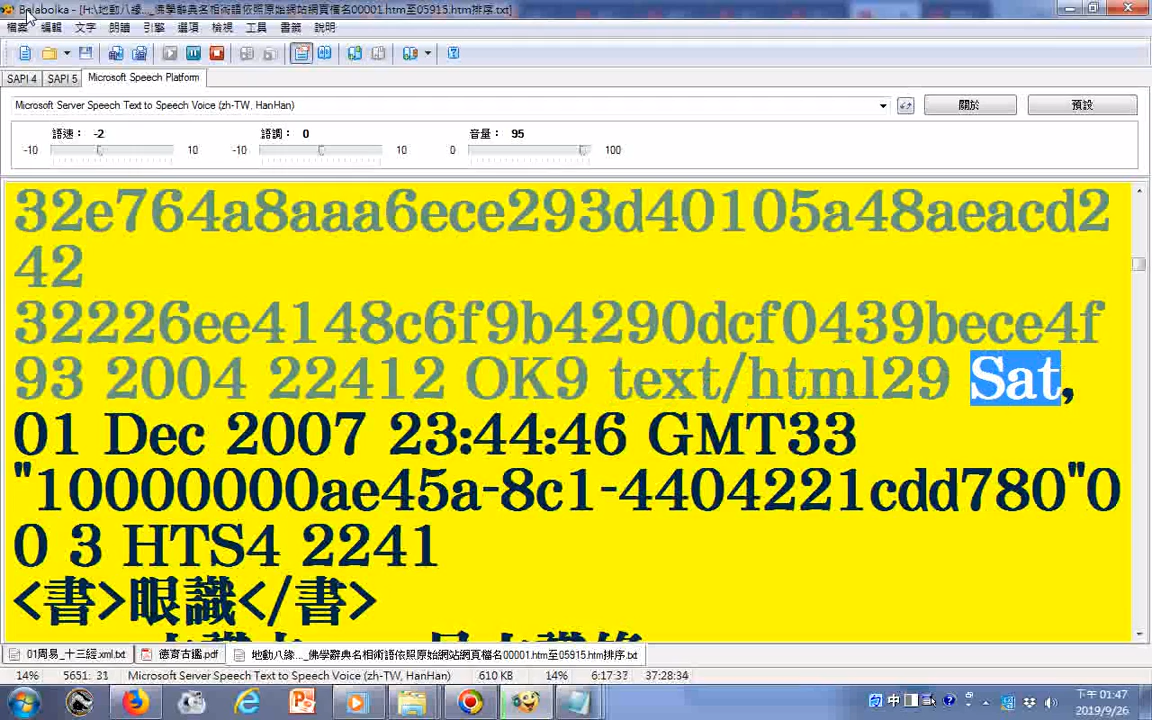 Balabolka - [H:\地動八緣..._佛學辭典名相術語依照原始網站網頁檔名00001.htm至05915.htm排序.txt]
檔案 編輯 文字 朗讀 引擎 選項 檢視 工具 書籤 說明
SAPI 4 SAPI 5 Microsoft Speech Platform
Microsoft Server Speech Text to Speech Voice (zh-TW, HanHan) 關於 預設
語速： -2 語調： 0 音量： 95
-10 10 -10 10 0 100
32e764a8aaa6ece293d40105a48aeacd2
42
32226ee4148c6f9b4290dcf0439bece4f
93 2004 22412 OK9 text/html29 Sat,
01 Dec 2007 23:44:46 GMT33
"10000000ae45a-8c1-4404221cdd780"0
0 3 HTS4 2241
<書>眼識</書>
01周易_十三經.xml.txt 德育古鑑.pdf 地動八緣..._佛學辭典名相術語依照原始網站網頁檔名00001.htm至05915.htm排序.txt
14% 5651: 31 Microsoft Server Speech Text to Speech Voice (zh-TW, HanHan) 610 KB 14% 6:17:33 37:28:34
中 下午 01:47
2019/9/26